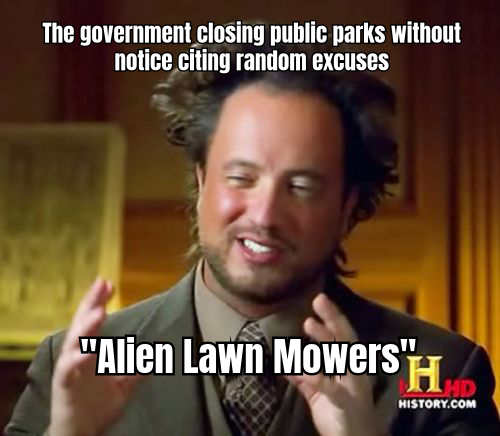 The government closing public parks without
notice citing random excuses
"Alien Lawn Mowers"
H HD
HISTORY.COM